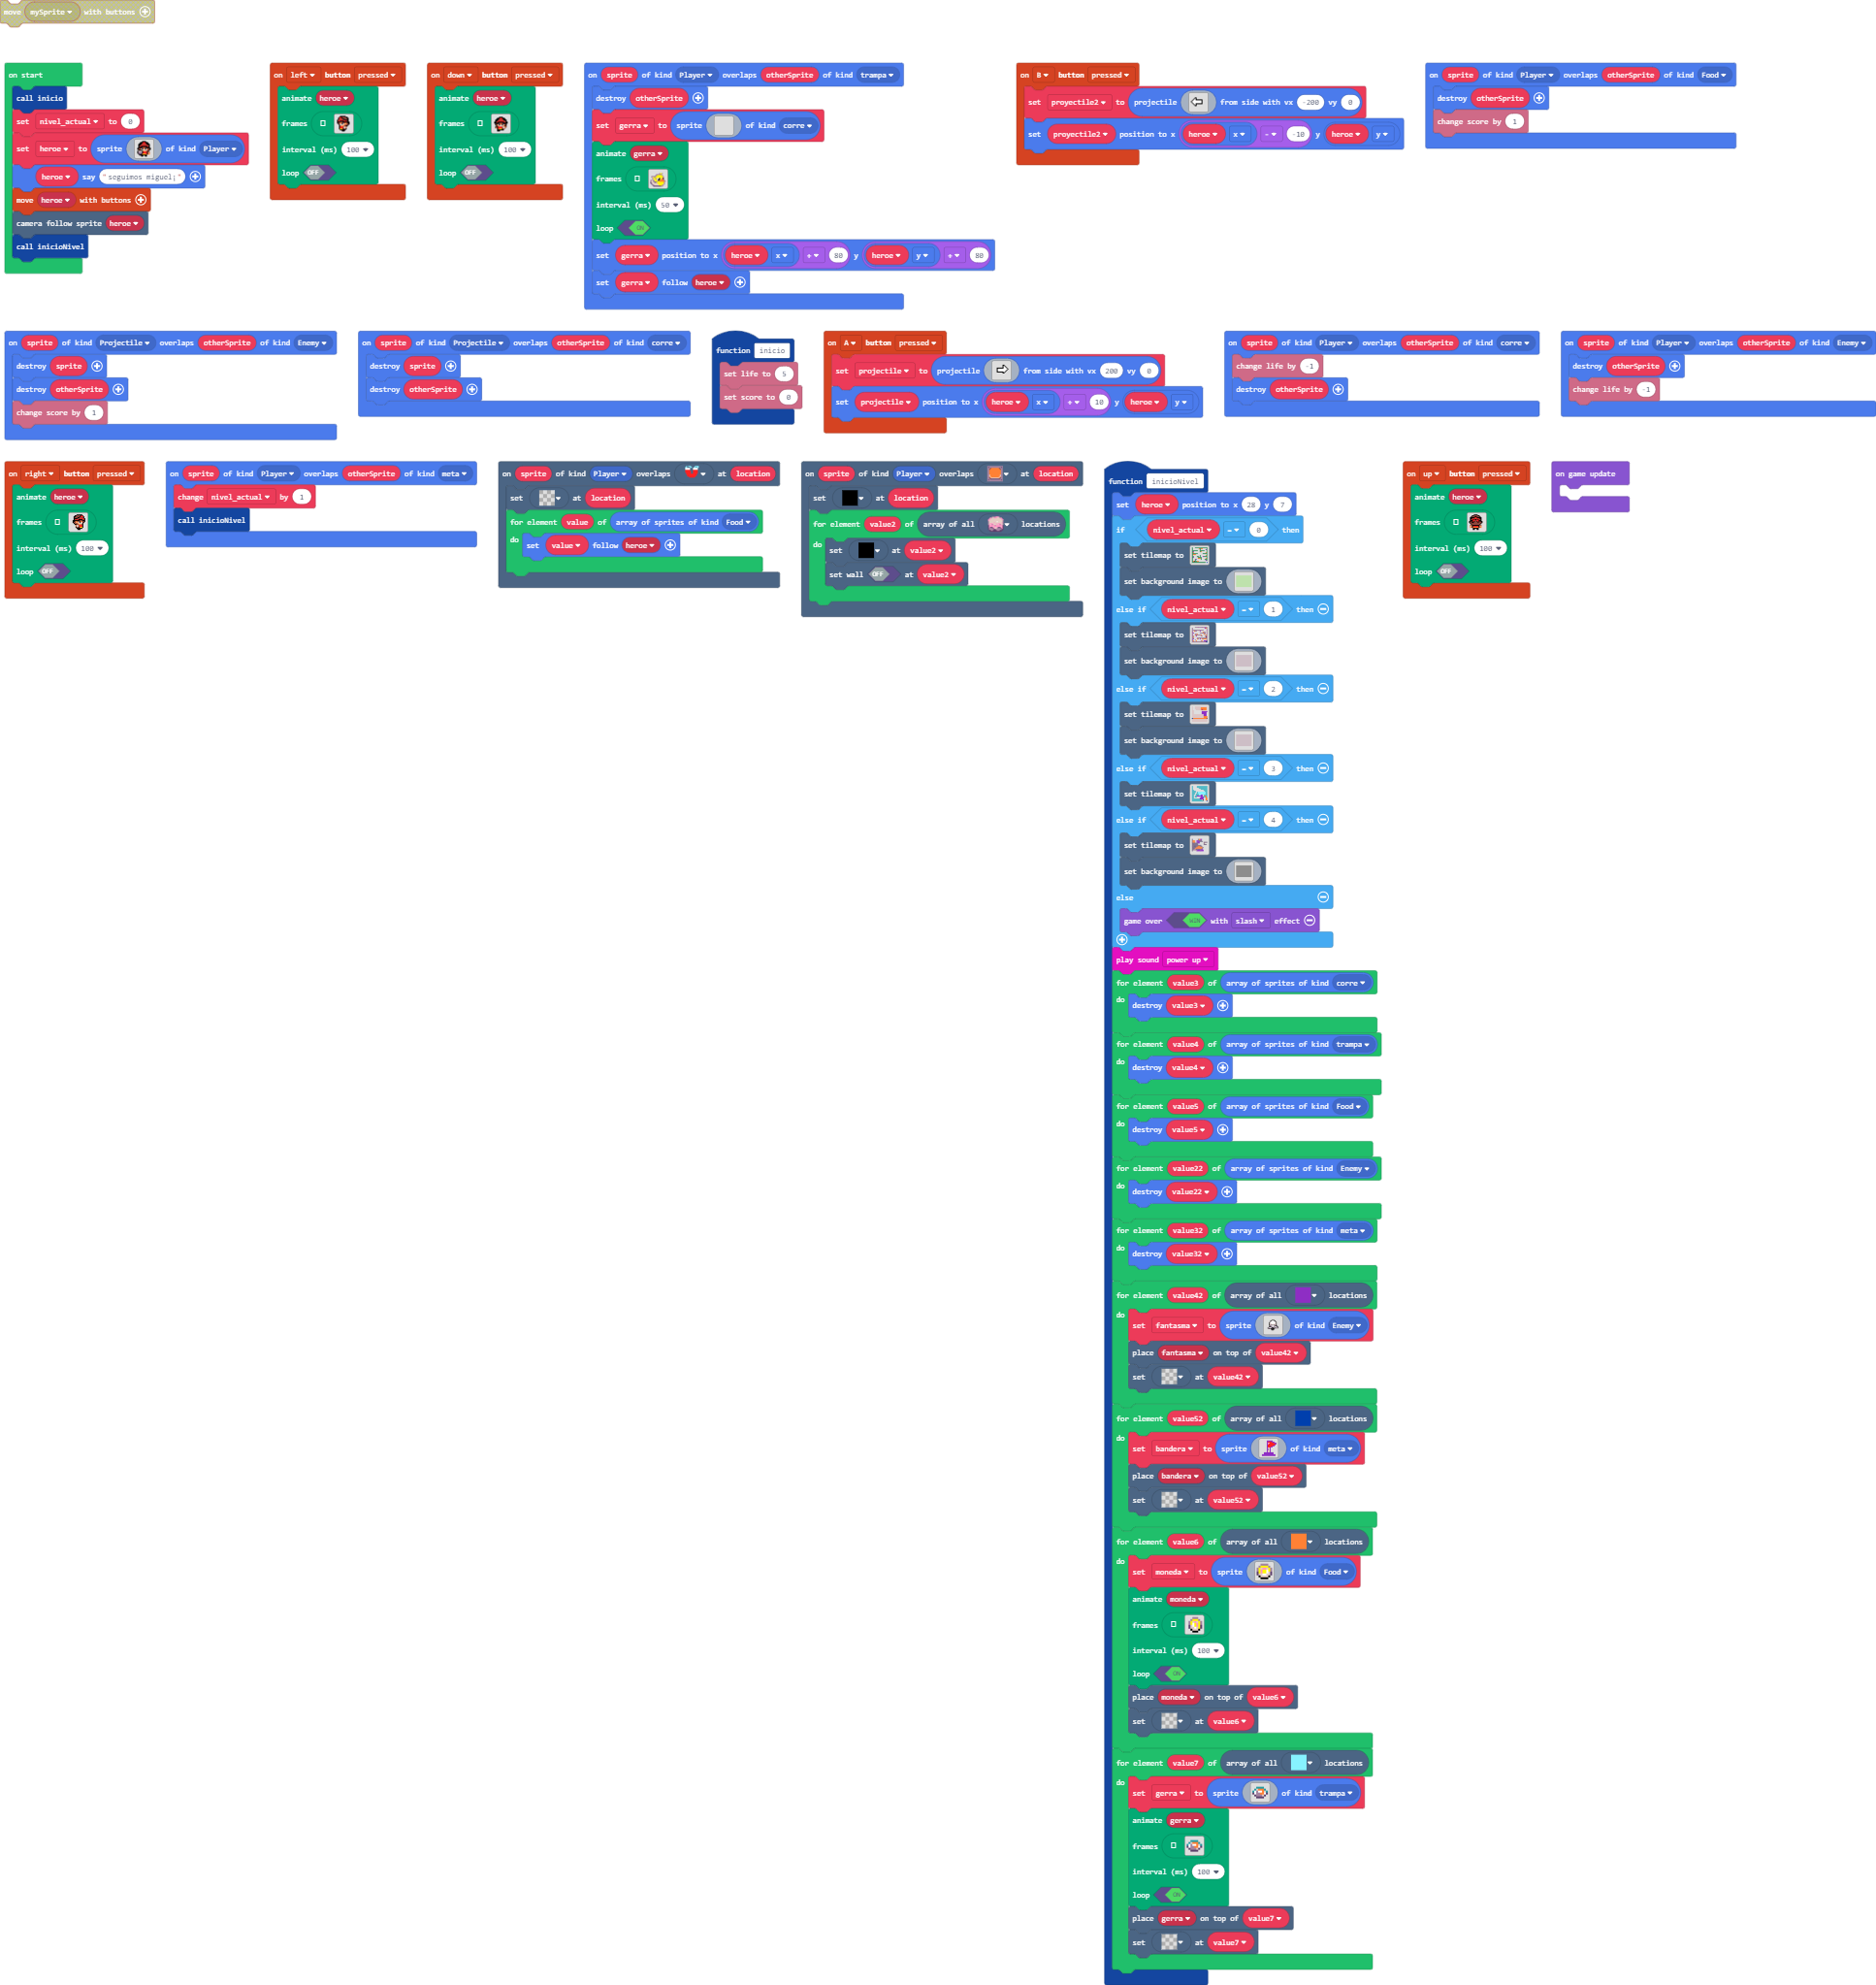 move mySprite with buttons
on start
call inicio
set nivel_actual to 0
set heroe to sprite of kind Player
heroe say "seguimos miguel¡"
move heroe with buttons
camera follow sprite heroe
call inicioNivel
on left button pressed
animate heroe
frames
interval (ms) 100
loop OFF
on down button pressed
animate heroe
frames
interval (ms) 100
loop OFF
on sprite of kind Player overlaps otherSprite of kind trampa
destroy otherSprite
set gerra to sprite of kind corre
animate gerra
frames
interval (ms) 50
loop ON
set gerra position to x heroe x + 80 y heroe y + 80
set gerra follow heroe
on B button pressed
set proyectile2 to projectile from side with vx -200 vy 0
set proyectile2 position to x heroe x - -10 y heroe y
on sprite of kind Player overlaps otherSprite of kind Food
destroy otherSprite
change score by 1
on sprite of kind Projectile overlaps otherSprite of kind Enemy
destroy sprite
destroy otherSprite
change score by 1
on sprite of kind Projectile overlaps otherSprite of kind corre
destroy sprite
destroy otherSprite
function inicio
set life to 5
set score to 0
on A button pressed
set projectile to projectile from side with vx 200 vy 0
set projectile position to x heroe x + 10 y heroe y
on sprite of kind Player overlaps otherSprite of kind corre
change life by -1
destroy otherSprite
on sprite of kind Player overlaps otherSprite of kind Enemy
destroy otherSprite
change life by -1
on right button pressed
animate heroe
frames
interval (ms) 100
loop OFF
on sprite of kind Player overlaps otherSprite of kind meta
change nivel_actual by 1
call inicioNivel
on sprite of kind Player overlaps at location
set at location
for element value of array of sprites of kind Food
do set value follow heroe
on sprite of kind Player overlaps at location
set at location
for element value2 of array of all locations
do set at value2
set wall OFF at value2
function inicioNivel
set heroe position to x 28 y 7
if nivel_actual = 0 then
set tilemap to
set background image to
else if nivel_actual = 1 then
set tilemap to
set background image to
else if nivel_actual = 2 then
set tilemap to
set background image to
else if nivel_actual = 3 then
set tilemap to
else if nivel_actual = 4 then
set tilemap to
set background image to
else
game over WIN with slash effect
play sound power up
for element value3 of array of sprites of kind corre
do destroy value3
for element value4 of array of sprites of kind trampa
do destroy value4
for element value5 of array of sprites of kind Food
do destroy value5
for element value22 of array of sprites of kind Enemy
do destroy value22
for element value32 of array of sprites of kind meta
do destroy value32
for element value42 of array of all locations
do set fantasma to sprite of kind Enemy
place fantasma on top of value42
set at value42
for element value52 of array of all locations
do set bandera to sprite of kind meta
place bandera on top of value52
set at value52
for element value6 of array of all locations
do set moneda to sprite of kind Food
animate moneda
frames
interval (ms) 100
loop ON
place moneda on top of value6
set at value6
for element value7 of array of all locations
do set gerra to sprite of kind trampa
animate gerra
frames
interval (ms) 100
loop ON
place gerra on top of value7
set at value7
on up button pressed
animate heroe
frames
interval (ms) 100
loop OFF
on game update